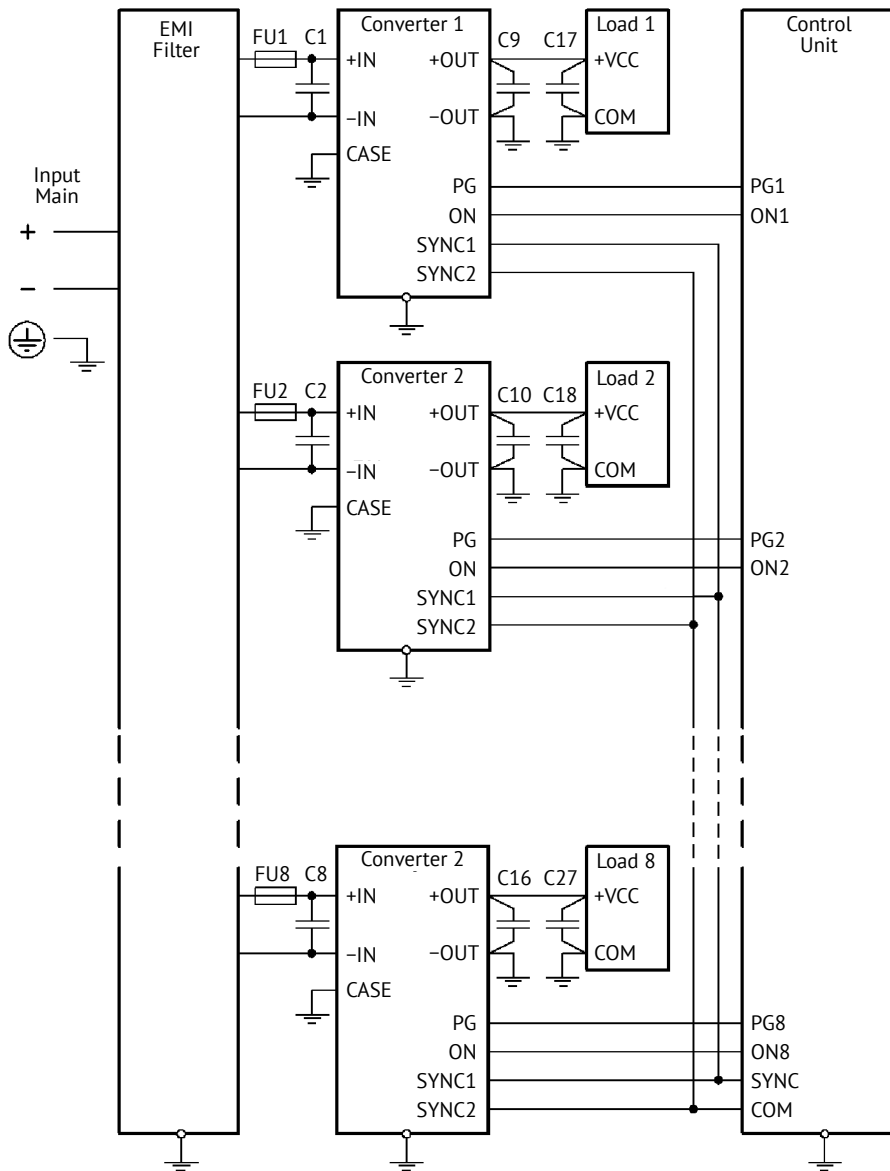 EMI
Filter
FU1
C1
Converter 1
C9
C17
Load 1
Control
Unit
+IN
+OUT
+VCC
−IN
−OUT
COM
CASE
Input
Main
PG
PG1
ON
ON1
+
SYNC1
SYNC2
−
FU2
C2
Converter 2
C10
C18
Load 2
+IN
+OUT
+VCC
−IN
−OUT
COM
CASE
PG
PG2
ON
ON2
SYNC1
SYNC2
FU8
C8
Converter 2
C16
C27
Load 8
+IN
+OUT
+VCC
−IN
−OUT
COM
CASE
PG
PG8
ON
ON8
SYNC1
SYNC
SYNC2
COM